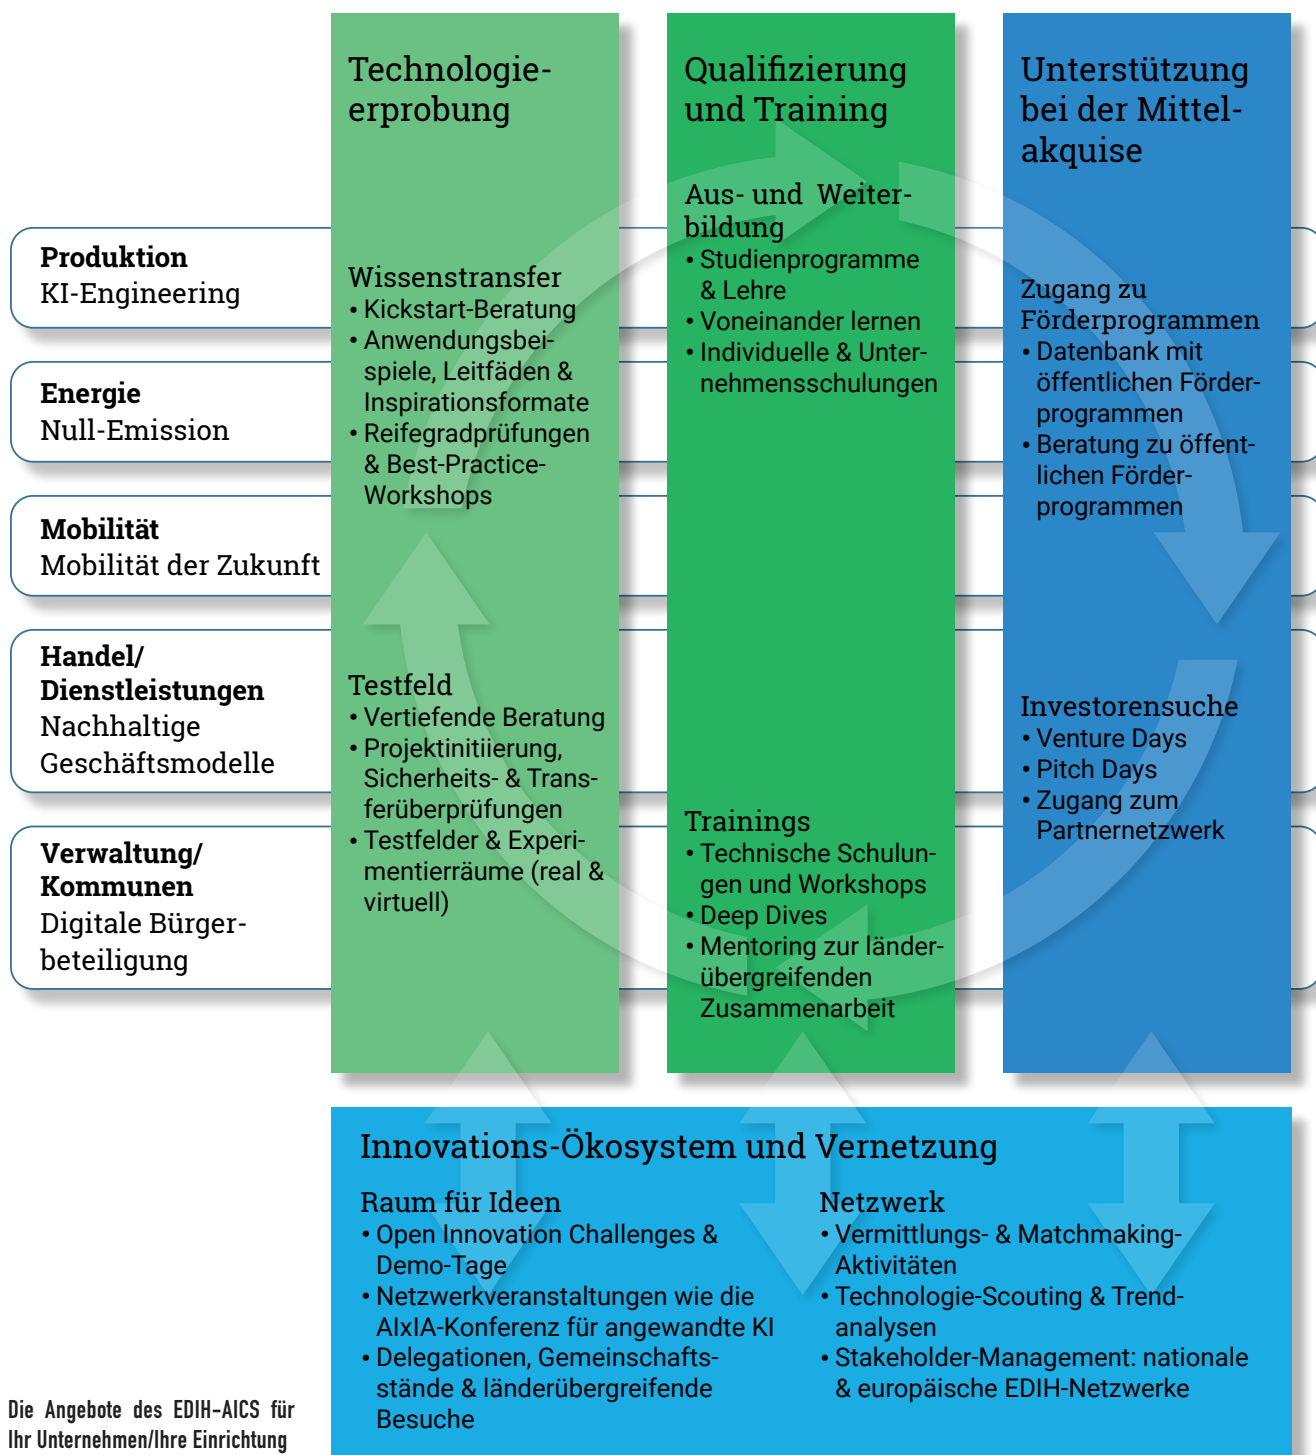 Technologie-
erprobung
Wissenstransfer
• Kickstart-Beratung
• Anwendungsbei-
spiele, Leitfäden &
Inspirationsformate
• Reifegradprüfungen
& Best-Practice-
Workshops
Testfeld
• Vertiefende Beratung
• Projektinitiierung,
Sicherheits- & Trans-
ferüberprüfungen
• Testfelder & Experi-
mentierräume (real &
virtuell)
Qualifizierung
und Training
Aus- und Weiter-
bildung
• Studienprogramme
& Lehre
• Voneinander lernen
• Individuelle & Unter-
nehmensschulungen
Trainings
• Technische Schulun-
gen und Workshops
• Deep Dives
• Mentoring zur länder-
übergreifenden
Zusammenarbeit
Unterstützung
bei der Mittel-
akquise
Zugang zu
Förderprogrammen
• Datenbank mit
öffentlichen Förder-
programmen
• Beratung zu öffent-
lichen Förder-
programmen
Investorensuche
• Venture Days
• Pitch Days
• Zugang zum
Partnernetzwerk
Produktion
KI-Engineering
Energie
Null-Emission
Mobilität
Mobilität der Zukunft
Handel/
Dienstleistungen
Nachhaltige
Geschäftsmodelle
Verwaltung/
Kommunen
Digitale Bürger-
beteiligung
Innovations-Ökosystem und Vernetzung
Raum für Ideen
• Open Innovation Challenges &
Demo-Tage
• Netzwerkveranstaltungen wie die
AIxIA-Konferenz für angewandte KI
• Delegationen, Gemeinschafts-
stände & länderübergreifende
Besuche
Netzwerk
• Vermittlungs- & Matchmaking-
Aktivitäten
• Technologie-Scouting & Trend-
analysen
• Stakeholder-Management: nationale
& europäische EDIH-Netzwerke
Die Angebote des EDIH-AICS für
Ihr Unternehmen/Ihre Einrichtung